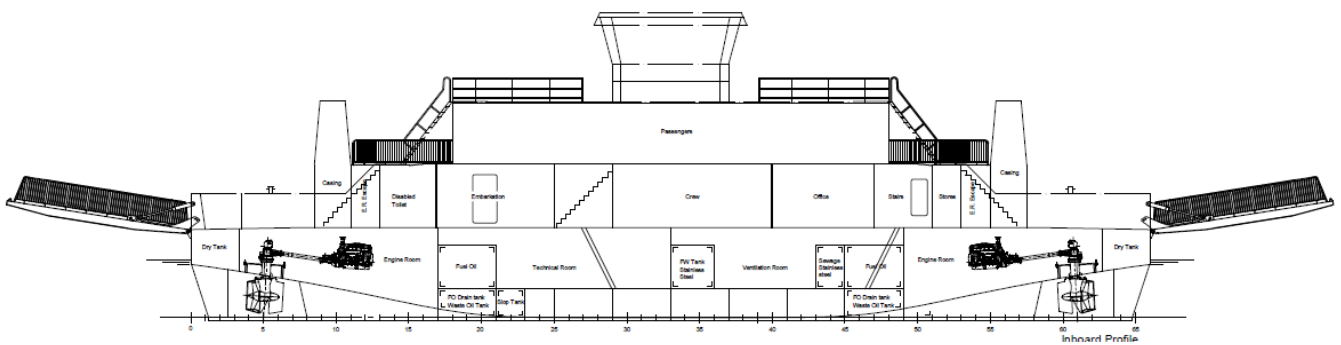 Passengers
Casing
E.R. Escape
Disabled
Toilet
Embarkation
Crew
Office
Stairs
Stores
E.R. Escape
Casing
Dry Tank
Engine Room
Fuel Oil
Technical Room
FW Tank
Stainless
Steel
Ventilation Room
Sewage
Stainless
steel
Fuel Oil
Engine Room
Dry Tank
FO Drain tank
Waste Oil Tank
Slop Tank
FO Drain tank
Waste Oil Tank
0 5 10 15 20 25 30 35 40 45 50 55 60 65
Inboard Profile